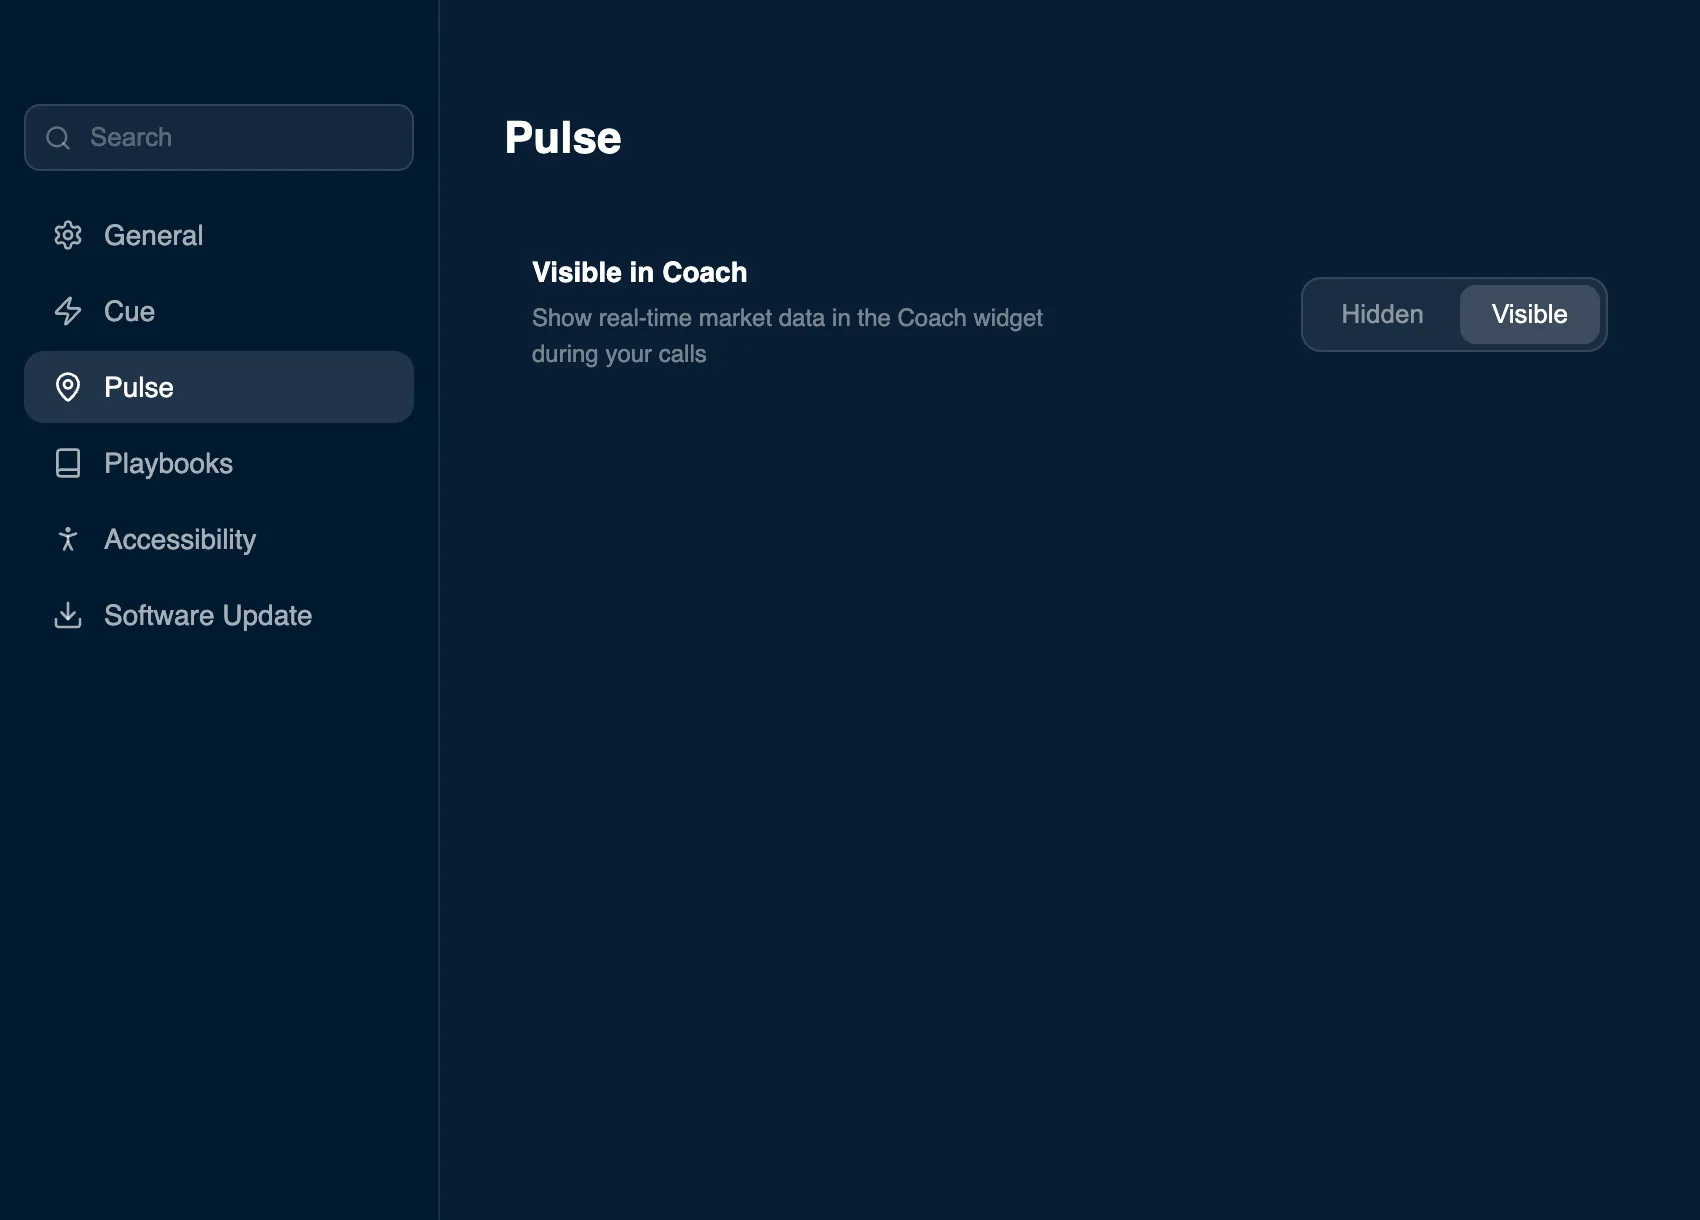 Search
General
Cue
Pulse
Playbooks
Accessibility
Software Update
Pulse
Visible in Coach
Show real-time market data in the Coach widget
during your calls
Hidden
Visible